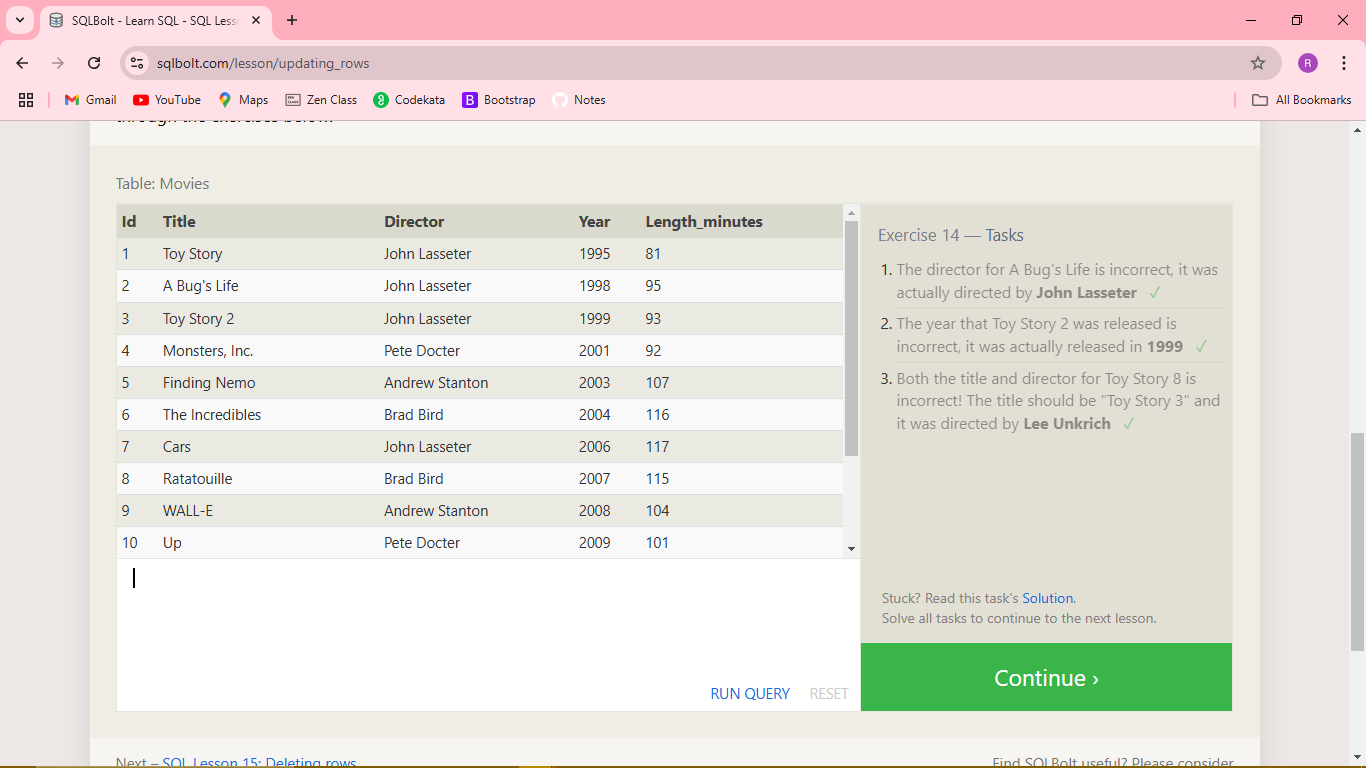 SQLBolt - Learn SQL - SQL Less
sqlbolt.com/lesson/updating_rows
R
Gmail YouTube Maps Zen Class Codekata Bootstrap Notes All Bookmarks
through the exercises below.
Table: Movies
Id Title Director Year Length_minutes
1 Toy Story John Lasseter 1995 81
2 A Bug's Life John Lasseter 1998 95
3 Toy Story 2 John Lasseter 1999 93
4 Monsters, Inc. Pete Docter 2001 92
5 Finding Nemo Andrew Stanton 2003 107
6 The Incredibles Brad Bird 2004 116
7 Cars John Lasseter 2006 117
8 Ratatouille Brad Bird 2007 115
9 WALL-E Andrew Stanton 2008 104
10 Up Pete Docter 2009 101
RUN QUERY RESET
Exercise 14 — Tasks
1. The director for A Bug's Life is incorrect, it was
actually directed by John Lasseter ✓
2. The year that Toy Story 2 was released is
incorrect, it was actually released in 1999 ✓
3. Both the title and director for Toy Story 8 is
incorrect! The title should be "Toy Story 3" and
it was directed by Lee Unkrich ✓
Stuck? Read this task's Solution.
Solve all tasks to continue to the next lesson.
Continue ›
Next – SQL Lesson 15: Deleting rows
Find SQLBolt useful? Please consider